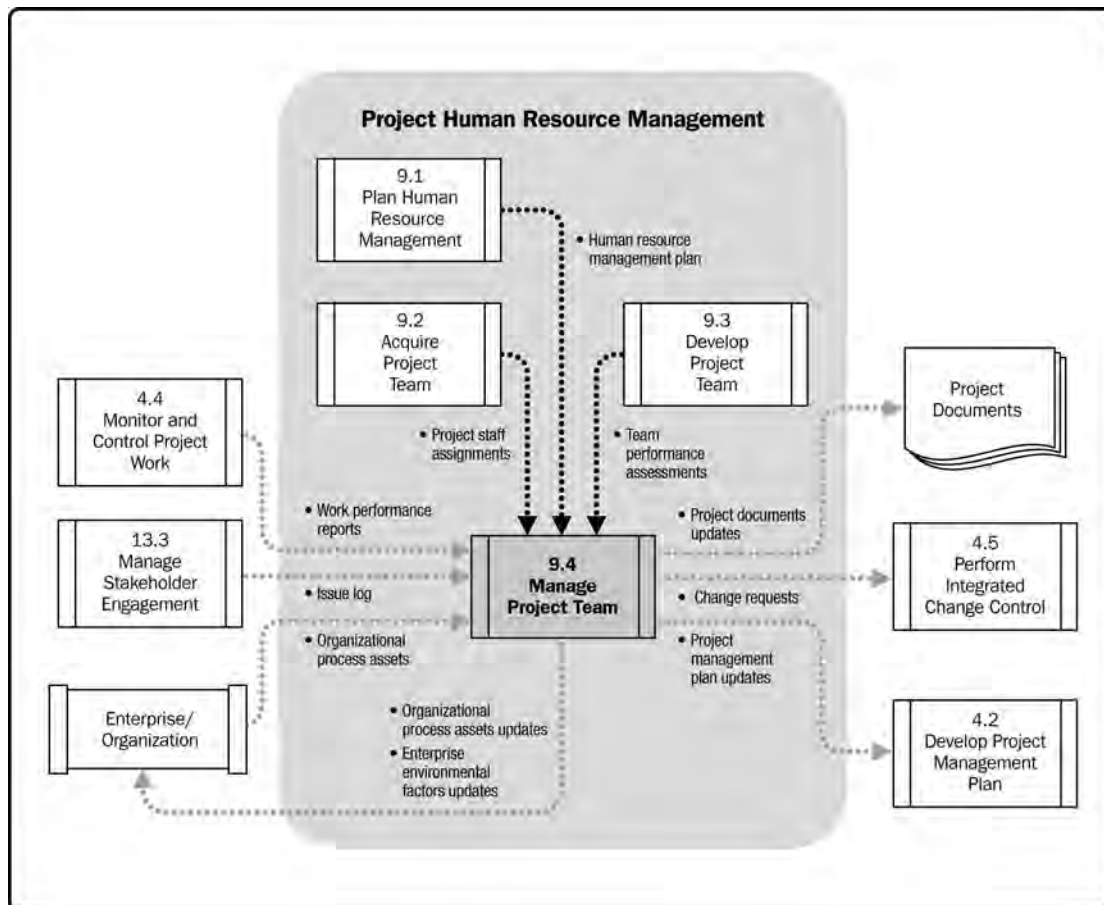 Project Human Resource Management
9.1
Plan Human
Resource
Management
• Human resource
management plan
9.2
Acquire
Project
Team
9.3
Develop
Project
Team
• Project staff
assignments
• Team
performance
assessments
4.4
Monitor and
Control Project
Work
13.3
Manage
Stakeholder
Engagement
Enterprise/
Organization
• Work performance
reports
• Issue log
• Organizational
process assets
9.4
Manage
Project Team
• Project documents
updates
• Change requests
• Project
management
plan updates
• Organizational
process assets updates
• Enterprise
environmental
factors updates
Project
Documents
4.5
Perform
Integrated
Change Control
4.2
Develop Project
Management
Plan